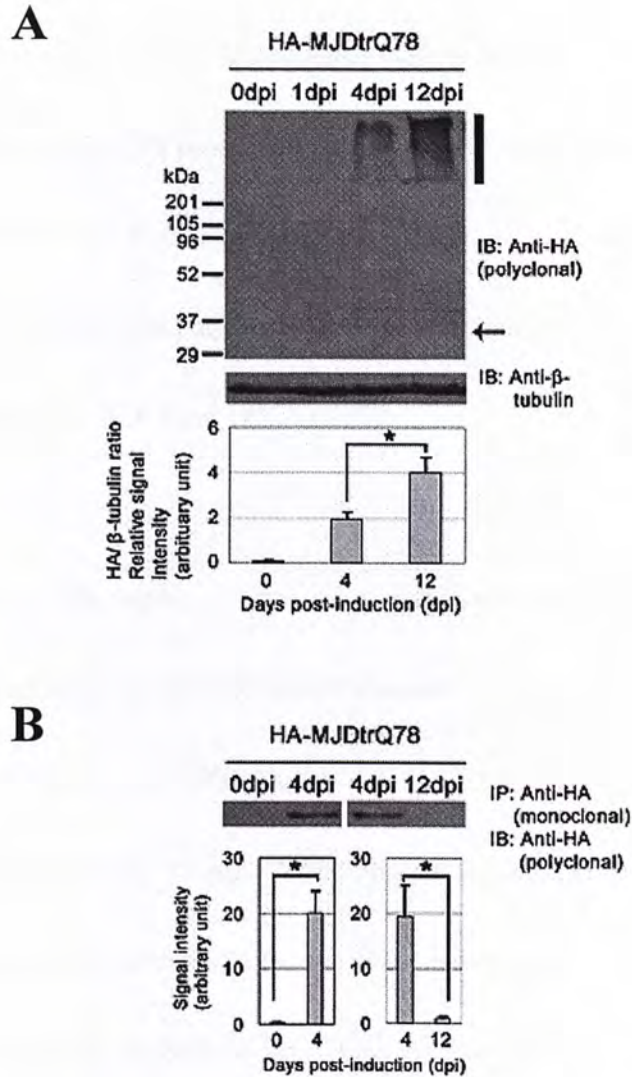 A
HA-MJDtrQ78
0dpi 1dpi 4dpi 12dpi
kDa
201
105
96
52
37
29
IB: Anti-HA
(polyclonal)
IB: Anti-β-
tubulin
HA/β-tubulin ratio
Relative signal
Intensity
(arbituary unit)
6
4
2
0
*
0 4 12
Days post-induction (dpi)
B
HA-MJDtrQ78
0dpi 4dpi 4dpi 12dpi
IP: Anti-HA
(monoclonal)
IB: Anti-HA
(polyclonal)
Signal intensity
(arbitrary unit)
30
20
10
0
*
0 4
30
20
10
0
*
4 12
Days post-induction (dpi)